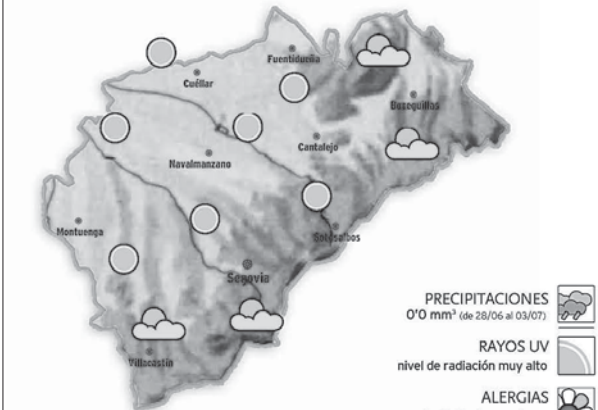 Fuentidueña
Cuéllar
Boceguillas
Cantalejo
Navalmanzano
Montuenga
Sotosalbos
Segovia
Villacastín
PRECIPITACIONES
0'0 mm³ (de 28/06 al 03/07)
RAYOS UV
nivel de radiación muy alto
ALERGIAS